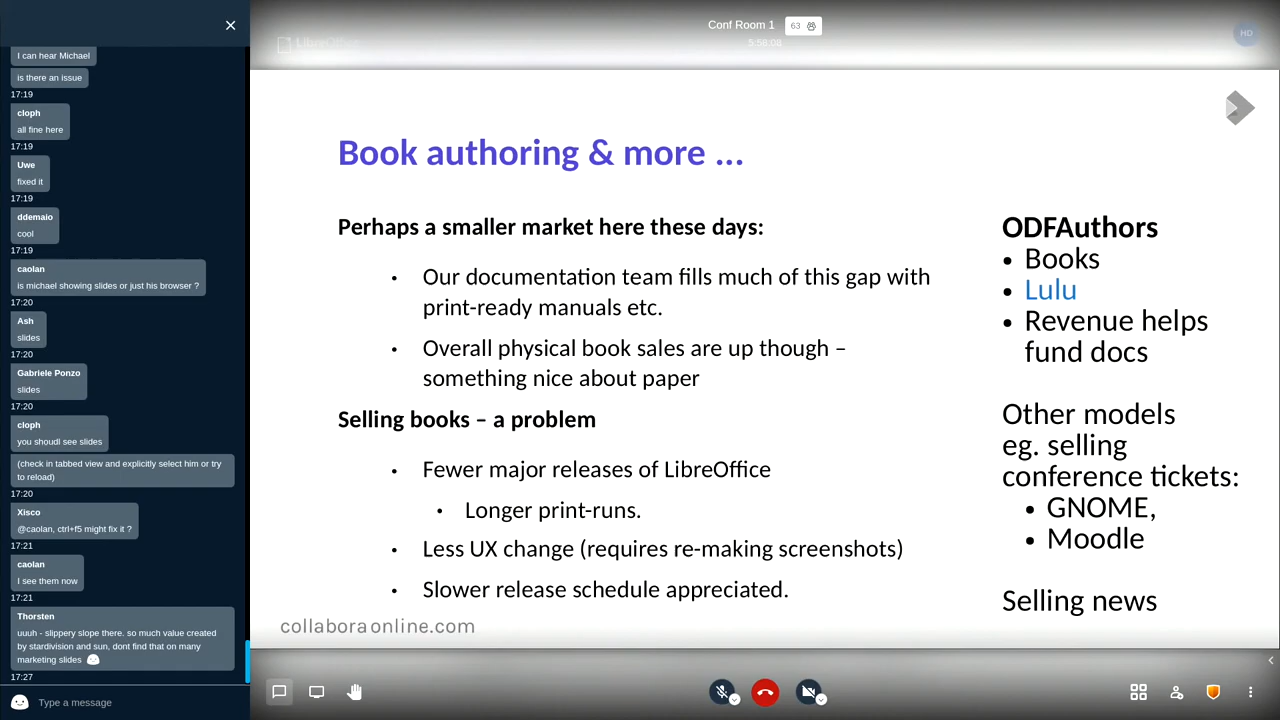 I can hear Michael
is there an issue
17:19
cloph
all fine here
17:19
Uwe
fixed it
17:19
ddemaio
cool
17:19
caolan
is michael showing slides or just his browser ?
17:20
Ash
slides
17:20
Gabriele Ponzo
slides
17:20
cloph
you shoudl see slides
(check in tabbed view and explicitly select him or try
to reload)
17:20
Xisco
@caolan, ctrl+f5 might fix it ?
17:21
caolan
I see them now
17:21
Thorsten
uuuh - slippery slope there. so much value created
by stardivision and sun, dont find that on many
marketing slides
17:27
Type a message
LibreOffice
Conf Room 1
63
5:58:08
HD
Book authoring & more ...
Perhaps a smaller market here these days:
• Our documentation team fills much of this gap with
print-ready manuals etc.
• Overall physical book sales are up though –
something nice about paper
Selling books – a problem
• Fewer major releases of LibreOffice
• Longer print-runs.
• Less UX change (requires re-making screenshots)
• Slower release schedule appreciated.
collaboraonline.com
ODFAuthors
• Books
• Lulu
• Revenue helps
fund docs
Other models
eg. selling
conference tickets:
• GNOME,
• Moodle
Selling news